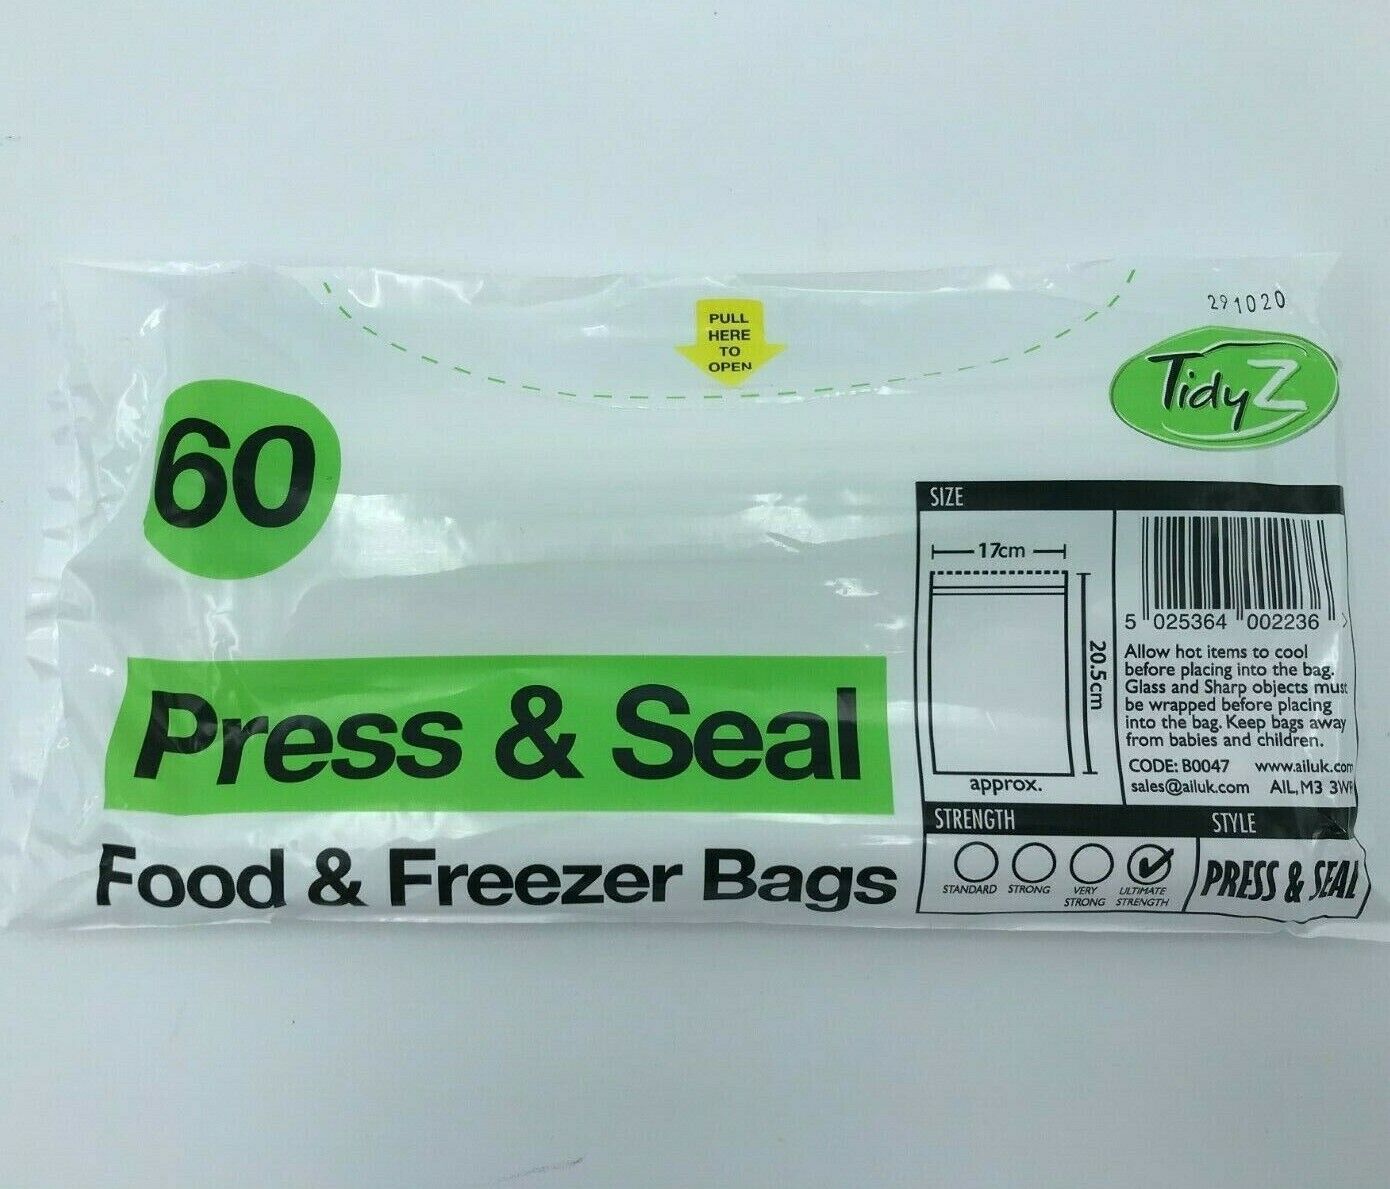 291020
PULL
HERE
TO
OPEN
TidyZ
60
Press & Seal
Food & Freezer Bags
SIZE
17cm
20.5cm
approx.
5 025364 002236 >
Allow hot items to cool
before placing into the bag.
Glass and Sharp objects must
be wrapped before placing
into the bag. Keep bags away
from babies and children.
CODE: B0047 www.ailuk.com
sales@ailuk.com AIL, M3 3WR
STRENGTH
STANDARD
STRONG
VERY
STRONG
ULTIMATE
STRENGTH
STYLE
PRESS & SEAL